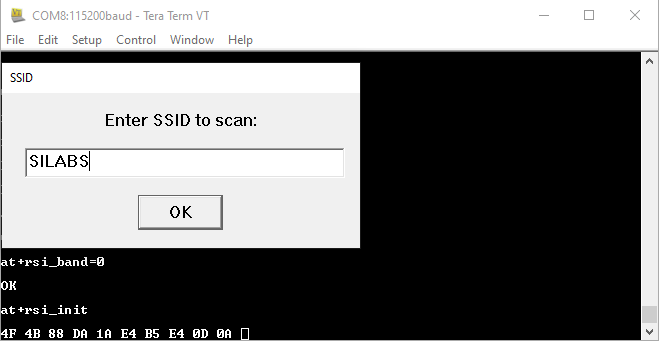 COM8:115200baud - Tera Term VT
File Edit Setup Control Window Help
SSID
Enter SSID to scan:
SILABS
OK
at+rsi_band=0
OK
at+rsi_init
4F 4B 88 DA 1A E4 B5 E4 0D 0A